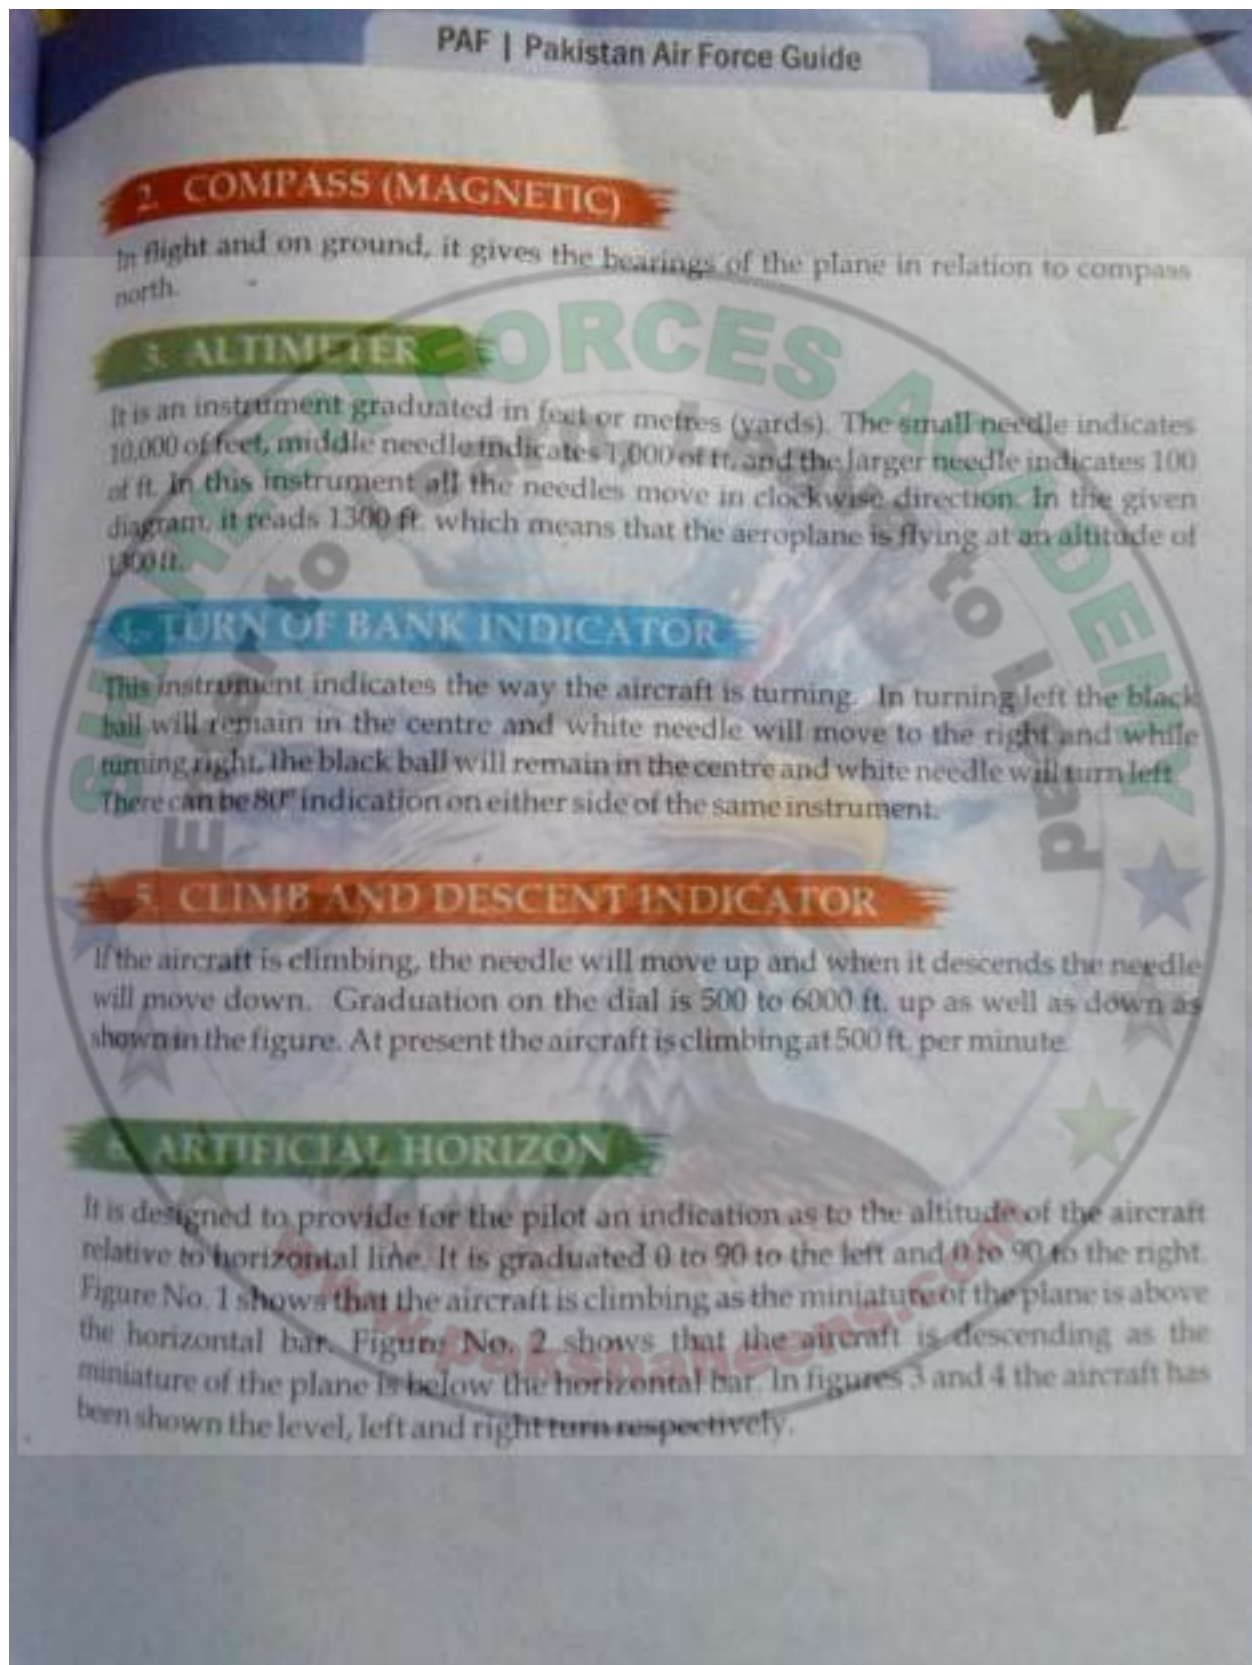 PAF | Pakistan Air Force Guide
2. COMPASS (MAGNETIC)
In flight and on ground, it gives the bearings of the plane in relation to compass
north.
3. ALTIMETER
It is an instrument graduated in feet or metres (yards). The small needle indicates
10,000 of feet, middle needle indicates 1,000 of ft. and the larger needle indicates 100
of ft. In this instrument all the needles move in clockwise direction. In the given
diagram, it reads 1300 ft. which means that the aeroplane is flying at an altitude of
1300 ft.
4. TURN OF BANK INDICATOR
This instrument indicates the way the aircraft is turning. In turning left the black
ball will remain in the centre and white needle will move to the right and while
turning right, the black ball will remain in the centre and white needle will turn left
There can be 80° indication on either side of the same instrument.
5. CLIMB AND DESCENT INDICATOR
If the aircraft is climbing, the needle will move up and when it descends the needle
will move down. Graduation on the dial is 500 to 6000 ft. up as well as down as
shown in the figure. At present the aircraft is climbing at 500 ft. per minute.
6. ARTIFICIAL HORIZON
It is designed to provide for the pilot an indication as to the altitude of the aircraft
relative to horizontal line. It is graduated 0 to 90 to the left and 0 to 90 to the right.
Figure No. 1 shows that the aircraft is climbing as the miniature of the plane is above
the horizontal bar. Figure No. 2 shows that the aircraft is descending as the
miniature of the plane is below the horizontal bar. In figures 3 and 4 the aircraft has
been shown the level, left and right turn respectively.
SHAHEEN FORCES ACADEMY
Enter to Learn to Lead
www.pakshaheens.com